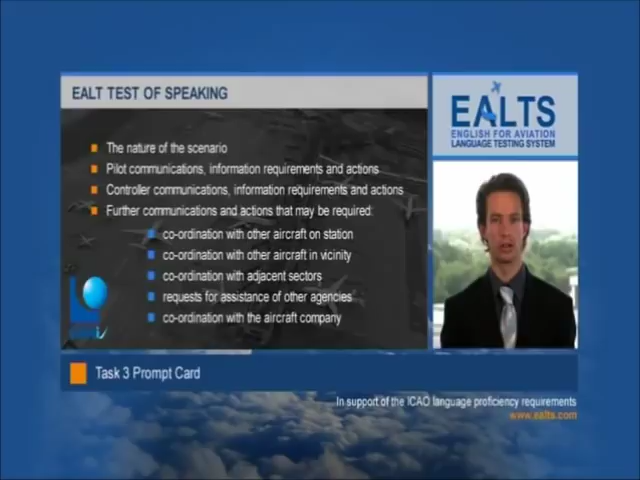 EALT TEST OF SPEAKING
The nature of the scenario
Pilot communications, information requirements and actions
Controller communications, information requirements and actions
Further communications and actions that may be required:
co-ordination with other aircraft on station
co-ordination with other aircraft in vicinity
co-ordination with adjacent sectors
requests for assistance of other agencies
co-ordination with the aircraft company
EALTS
ENGLISH FOR AVIATION
LANGUAGE TESTING SYSTEM
Task 3 Prompt Card
In support of the ICAO language proficiency requirements
www.ealts.com